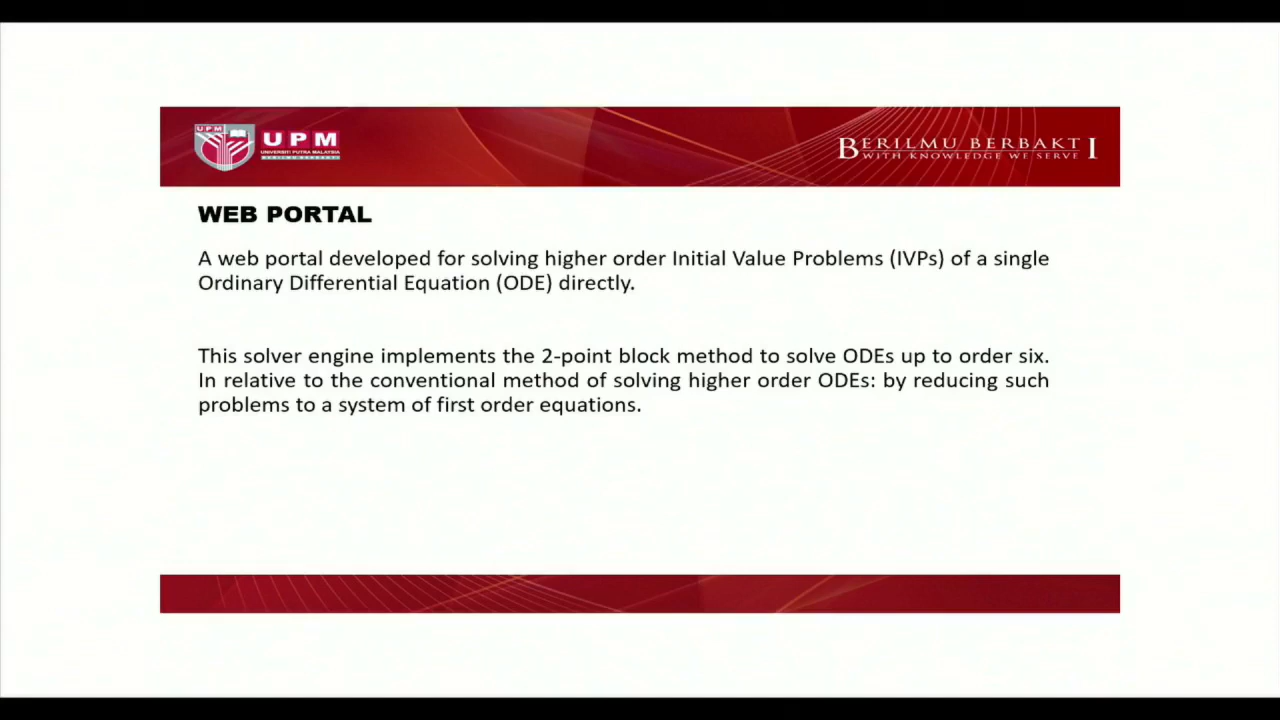 UPM
UPM
UNIVERSITI PUTRA MALAYSIA
BERILMU BERBAKTI
BERILMU BERBAKTI
WITH KNOWLEDGE WE SERVE
WEB PORTAL
A web portal developed for solving higher order Initial Value Problems (IVPs) of a single
Ordinary Differential Equation (ODE) directly.
This solver engine implements the 2-point block method to solve ODEs up to order six.
In relative to the conventional method of solving higher order ODEs: by reducing such
problems to a system of first order equations.